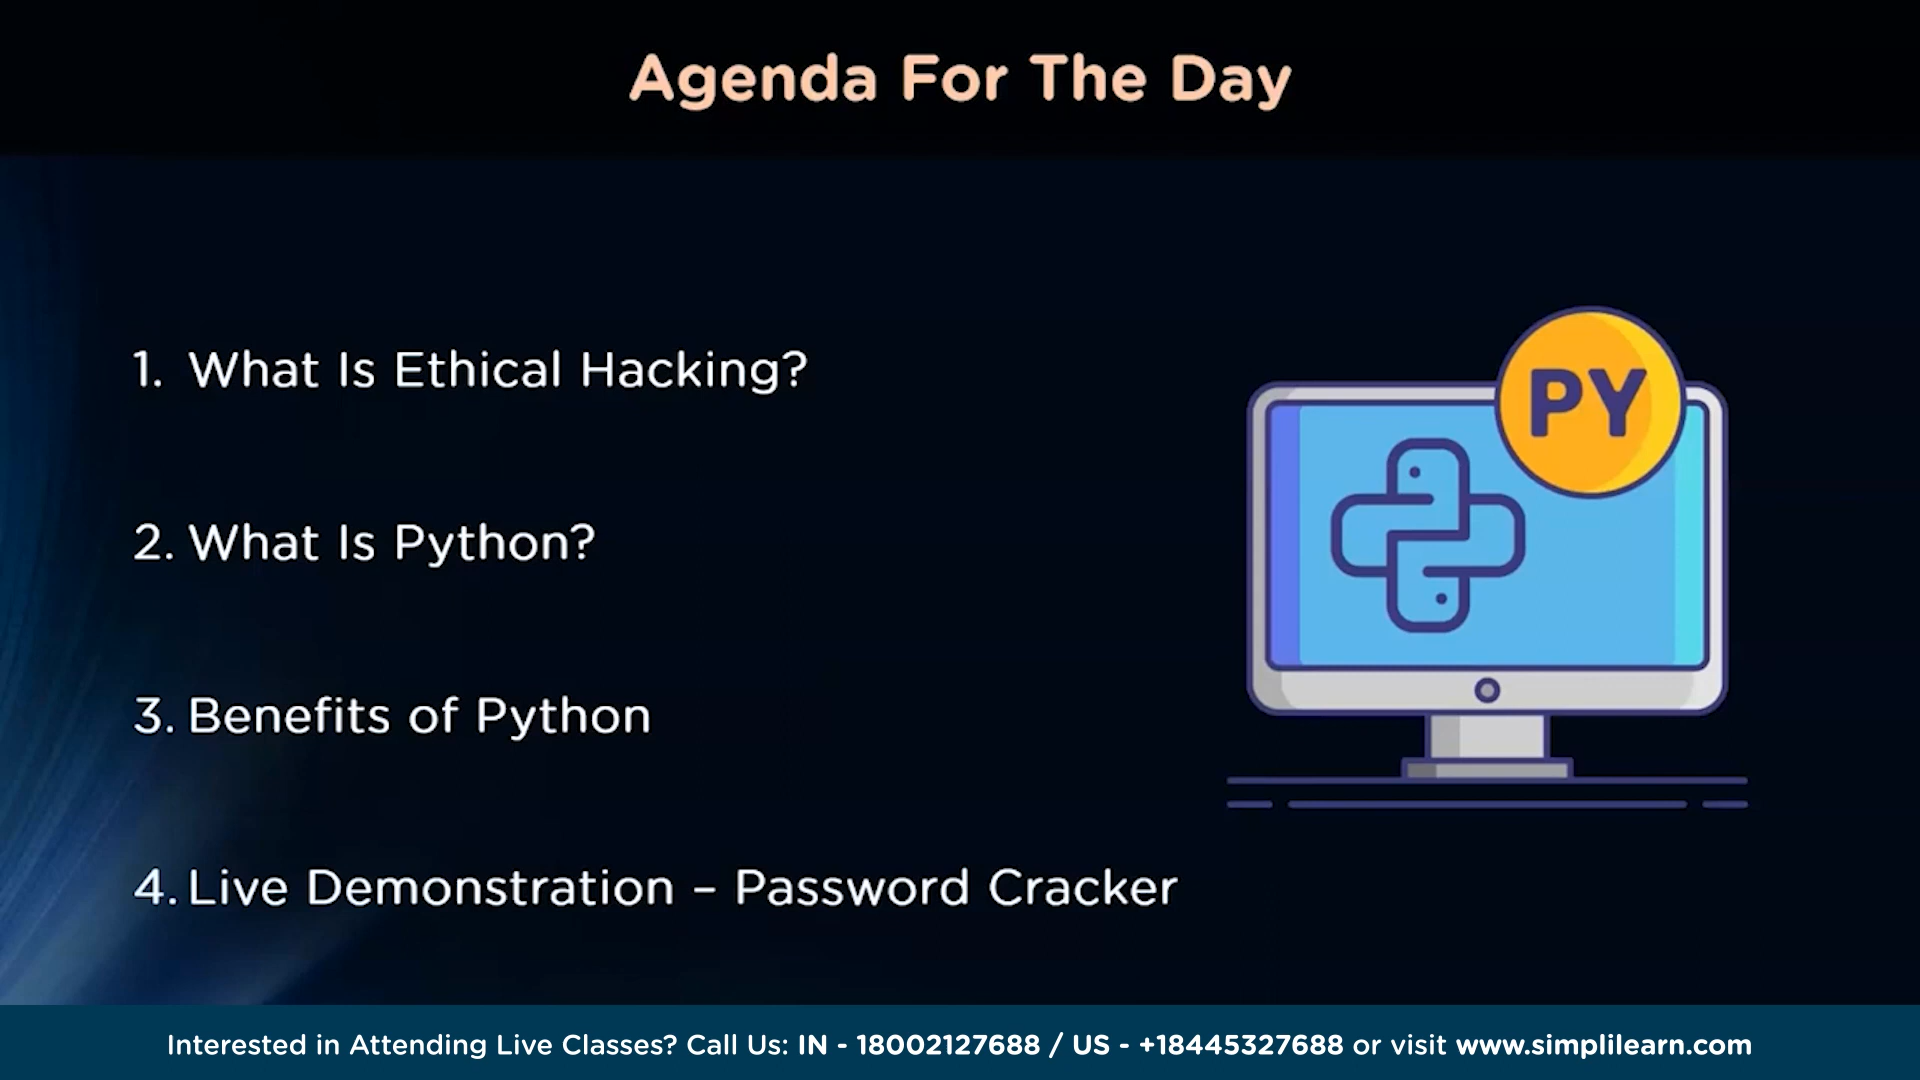 Agenda For The Day
1. What Is Ethical Hacking?
PY
2. What Is Python?
3. Benefits of Python
4. Live Demonstration – Password Cracker
Interested in Attending Live Classes? Call Us: IN - 18002127688 / US - +18445327688 or visit www.simplilearn.com